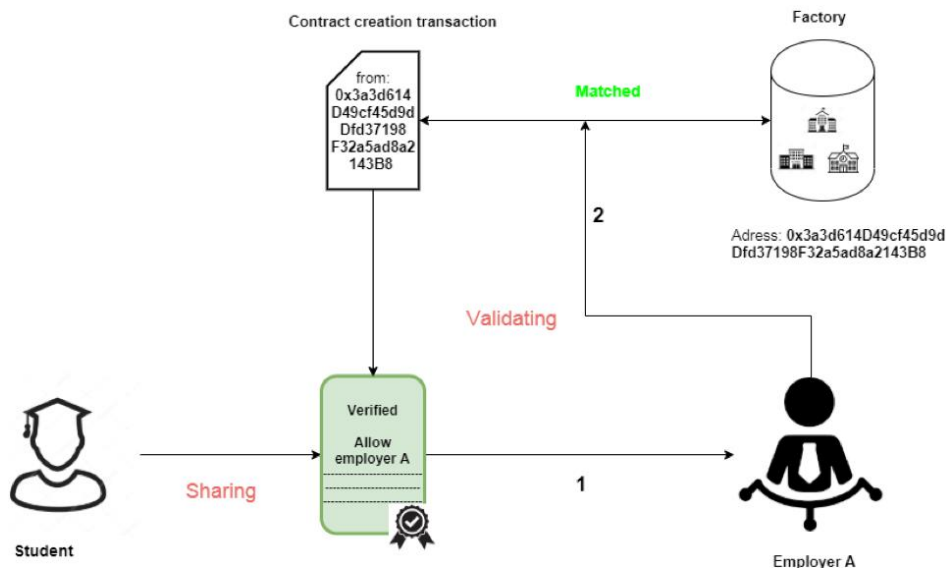 Contract creation transaction
Factory
from:
0x3a3d614
D49cf45d9d
Dfd37198
F32a5ad8a2
143B8
Matched
2
Adress: 0x3a3d614D49cf45d9d
Dfd37198F32a5ad8a2143B8
Validating
Verified
Allow
employer A
Sharing
1
Student
Employer A